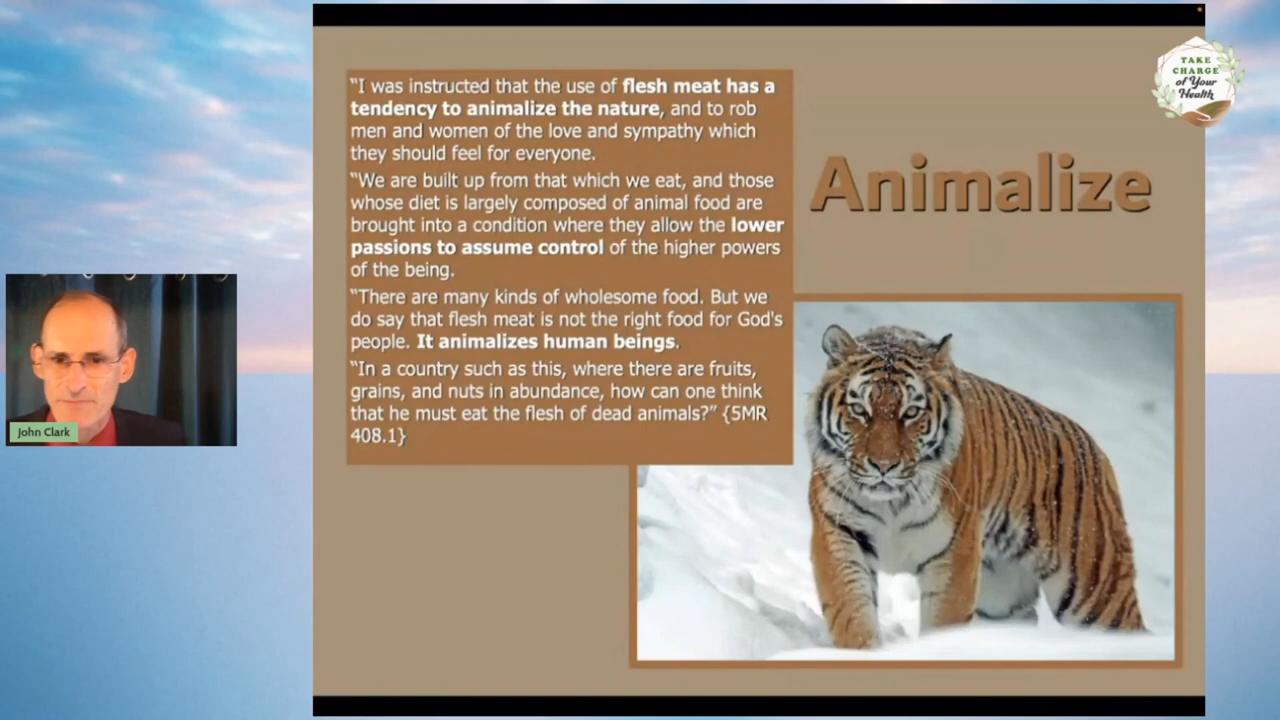 "I was instructed that the use of flesh meat has a
tendency to animalize the nature, and to rob
men and women of the love and sympathy which
they should feel for everyone.
"We are built up from that which we eat, and those
whose diet is largely composed of animal food are
brought into a condition where they allow the lower
passions to assume control of the higher powers
of the being.
"There are many kinds of wholesome food. But we
do say that flesh meat is not the right food for God's
people. It animalizes human beings.
"In a country such as this, where there are fruits,
grains, and nuts in abundance, how can one think
that he must eat the flesh of dead animals?" {5MR
408.1}
Animalize
TAKE
CHARGE
of Your
Health
John Clark